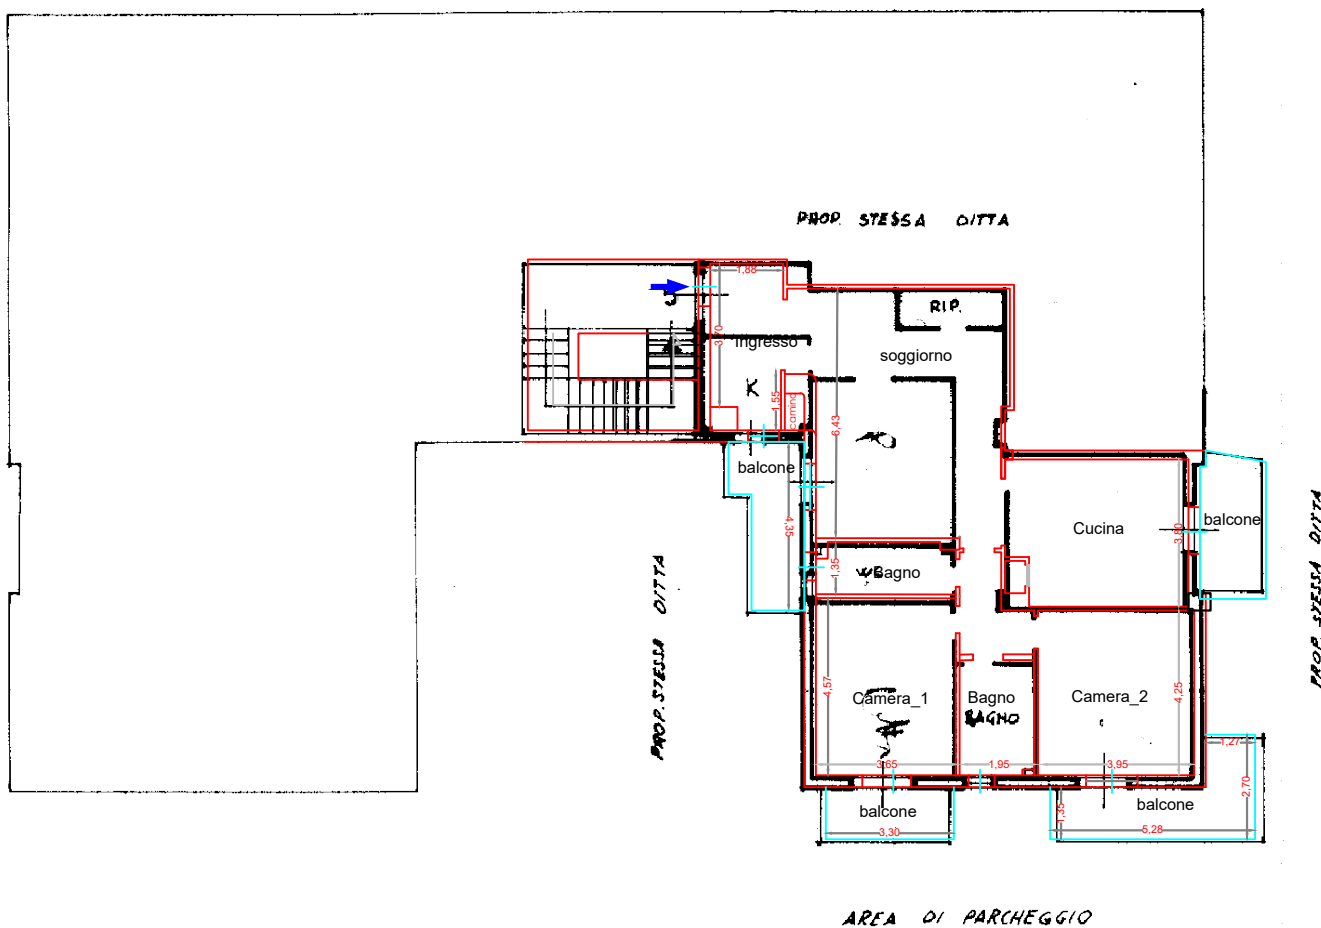 PROP. STESSA DITTA
1,88
RIP.
3,70
Ingresso
soggiorno
K
1,55
camino
6,43
balcone
4,35
Cucina
3,80
balcone
PROP. STESSA DITTA
Bagno
1,35
PROP. STESSA DITTA
4,57
Camera_1
Bagno
BAGNO
Camera_2
4,25
3,65
1,95
3,95
1,27
2,70
balcone
3,30
1,35
balcone
5,28
AREA DI PARCHEGGIO